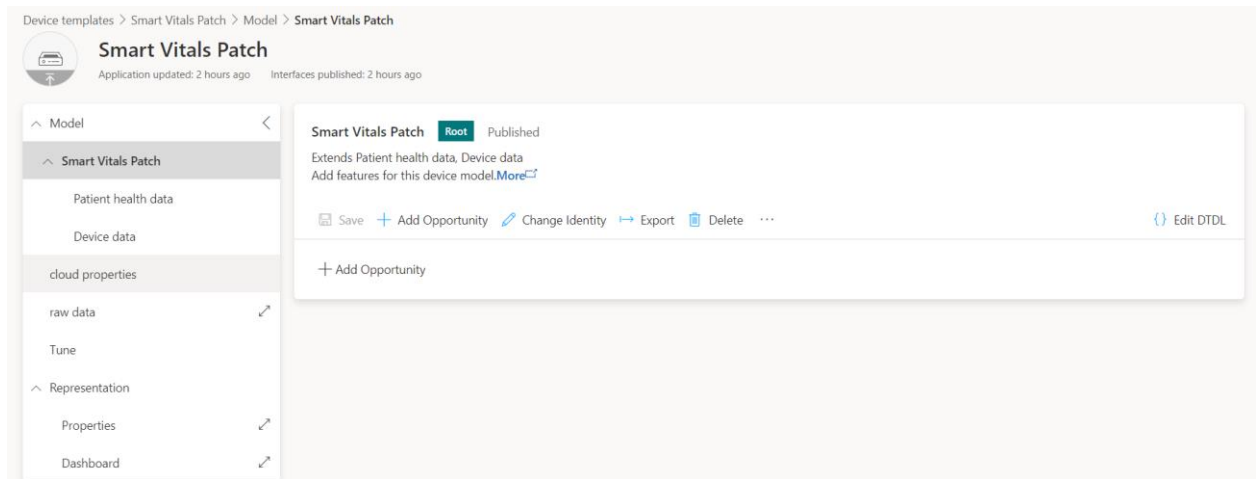 Device templates > Smart Vitals Patch > Model > Smart Vitals Patch
Smart Vitals Patch
Application updated: 2 hours ago Interfaces published: 2 hours ago
Model
Smart Vitals Patch
Patient health data
Device data
cloud properties
raw data
Tune
Representation
Properties
Dashboard
Smart Vitals Patch Root Published
Extends Patient health data, Device data
Add features for this device model.More
Save Add Opportunity Change Identity Export Delete ... {} Edit DTDL
Add Opportunity